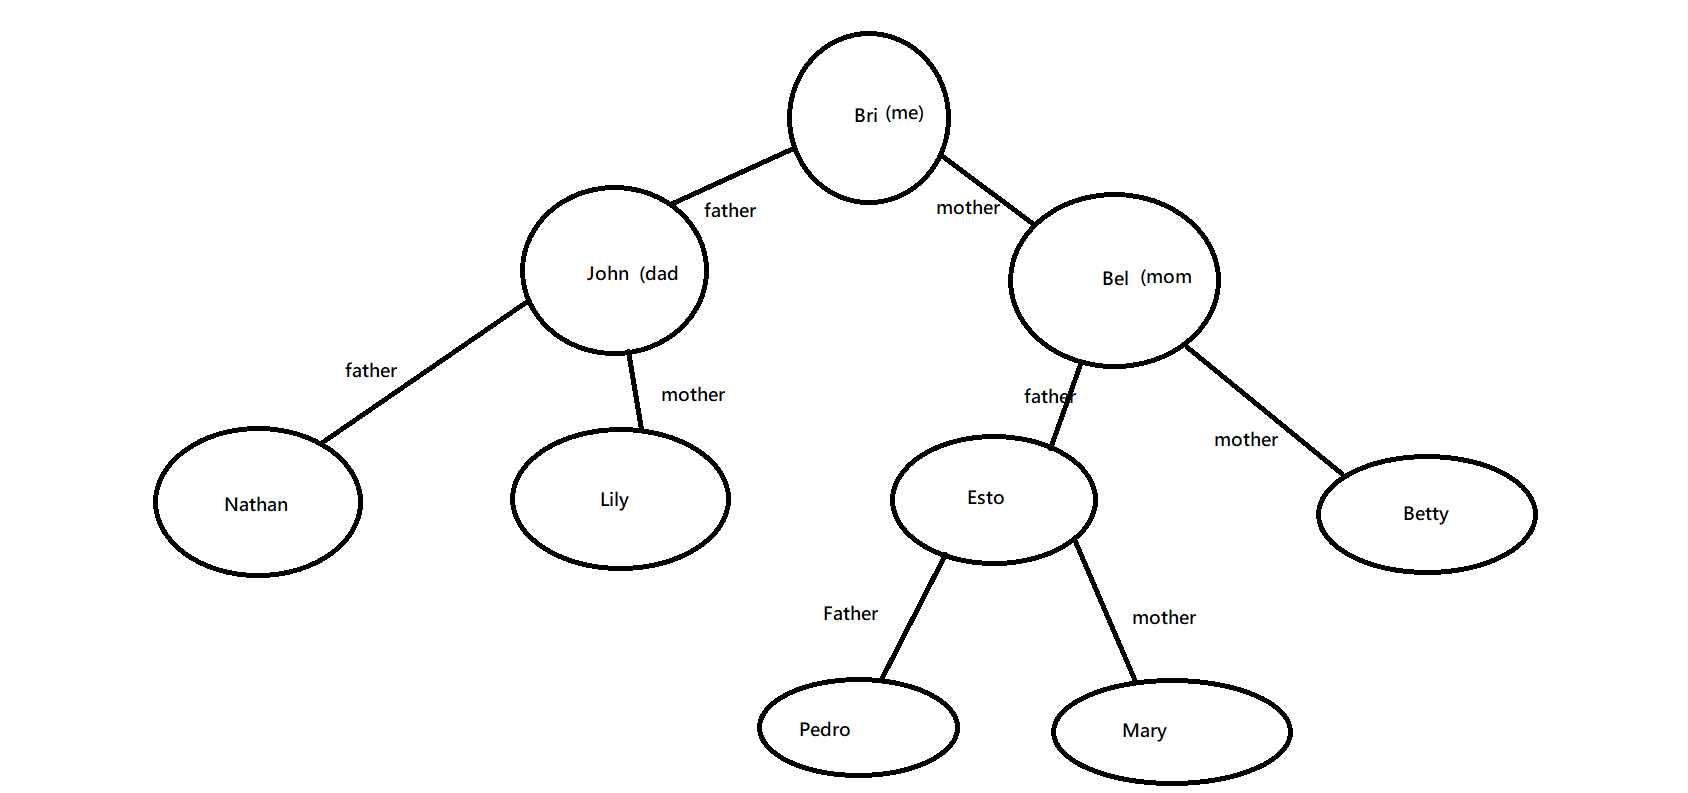 Bri (me)
father
mother
John (dad
Bel (mom
father
mother
father
mother
Nathan
Lily
Esto
Betty
Father
mother
Pedro
Mary